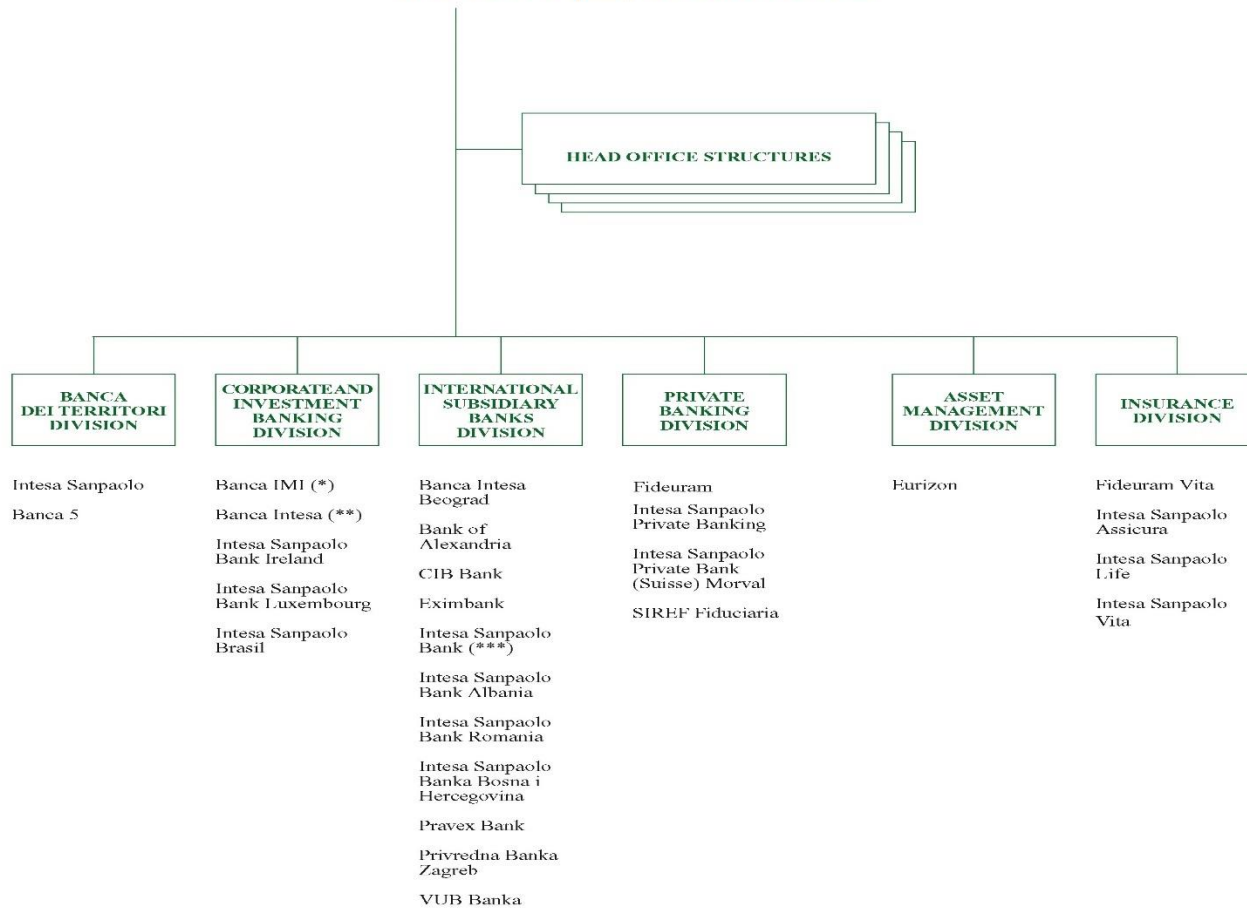 HEAD OFFICE STRUCTURES
BANCA
DEI TERRITORI
DIVISION
Intesa Sanpaolo
Banca 5
CORPORATEAND
INVESTMENT
BANKING
DIVISION
Banca IMI (*)
Banca Intesa (**)
Intesa Sanpaolo
Bank Ireland
Intesa Sanpaolo
Bank Luxembourg
Intesa Sanpaolo
Brasil
INTERNATIONAL
SUBSIDIARY
BANKS
DIVISION
Banca Intesa
Beograd
Bank of
Alexandria
CIB Bank
Eximbank
Intesa Sanpaolo
Bank (***)
Intesa Sanpaolo
Bank Albania
Intesa Sanpaolo
Bank Romania
Intesa Sanpaolo
Banka Bosna i
Hercegovina
Pravex Bank
Privredna Banka
Zagreb
VUB Banka
PRIVATE
BANKING
DIVISION
Fideuram
Intesa Sanpaolo
Private Banking
Intesa Sanpaolo
Private Bank
(Suisse) Morval
SIREF Fiduciaria
ASSET
MANAGEMENT
DIVISION
Eurizon
INSURANCE
DIVISION
Fideuram Vita
Intesa Sanpaolo
Assicura
Intesa Sanpaolo
Life
Intesa Sanpaolo
Vita